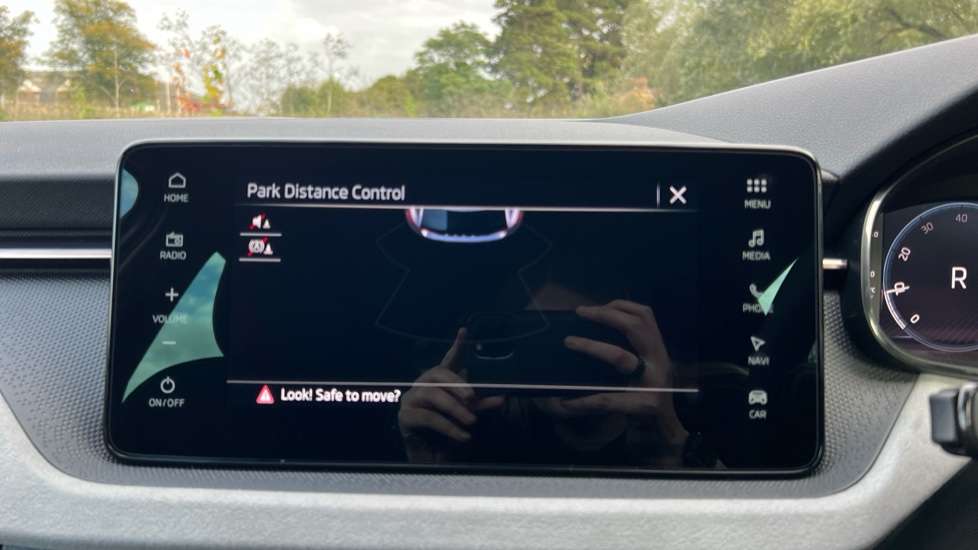 Park Distance Control
HOME
RADIO
VOLUME
ON/OFF
Look! Safe to move?
MENU
MEDIA
PHONE
NAVI
CAR
0
20
30
40
R
0